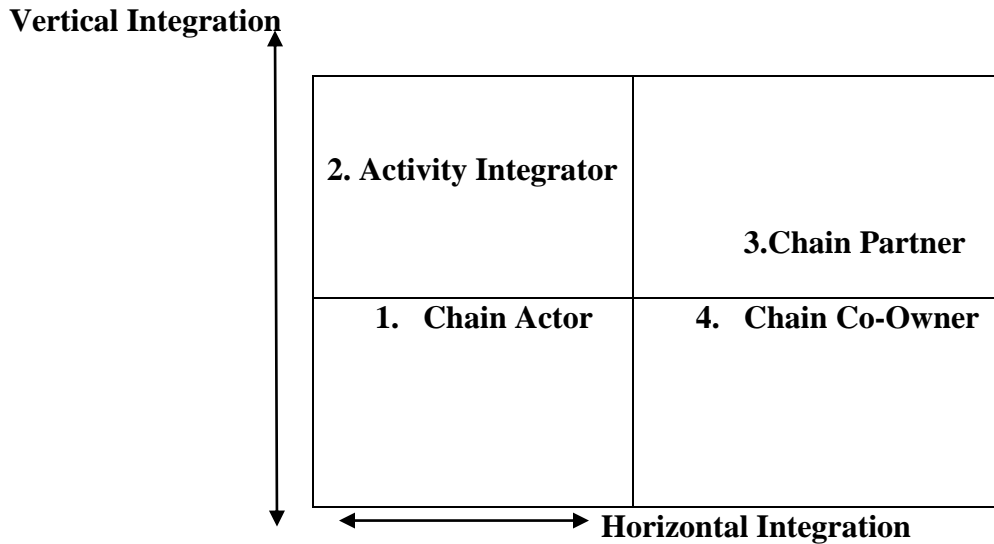 Vertical Integration
2. Activity Integrator
3.Chain Partner
1. Chain Actor
4. Chain Co-Owner
Horizontal Integration